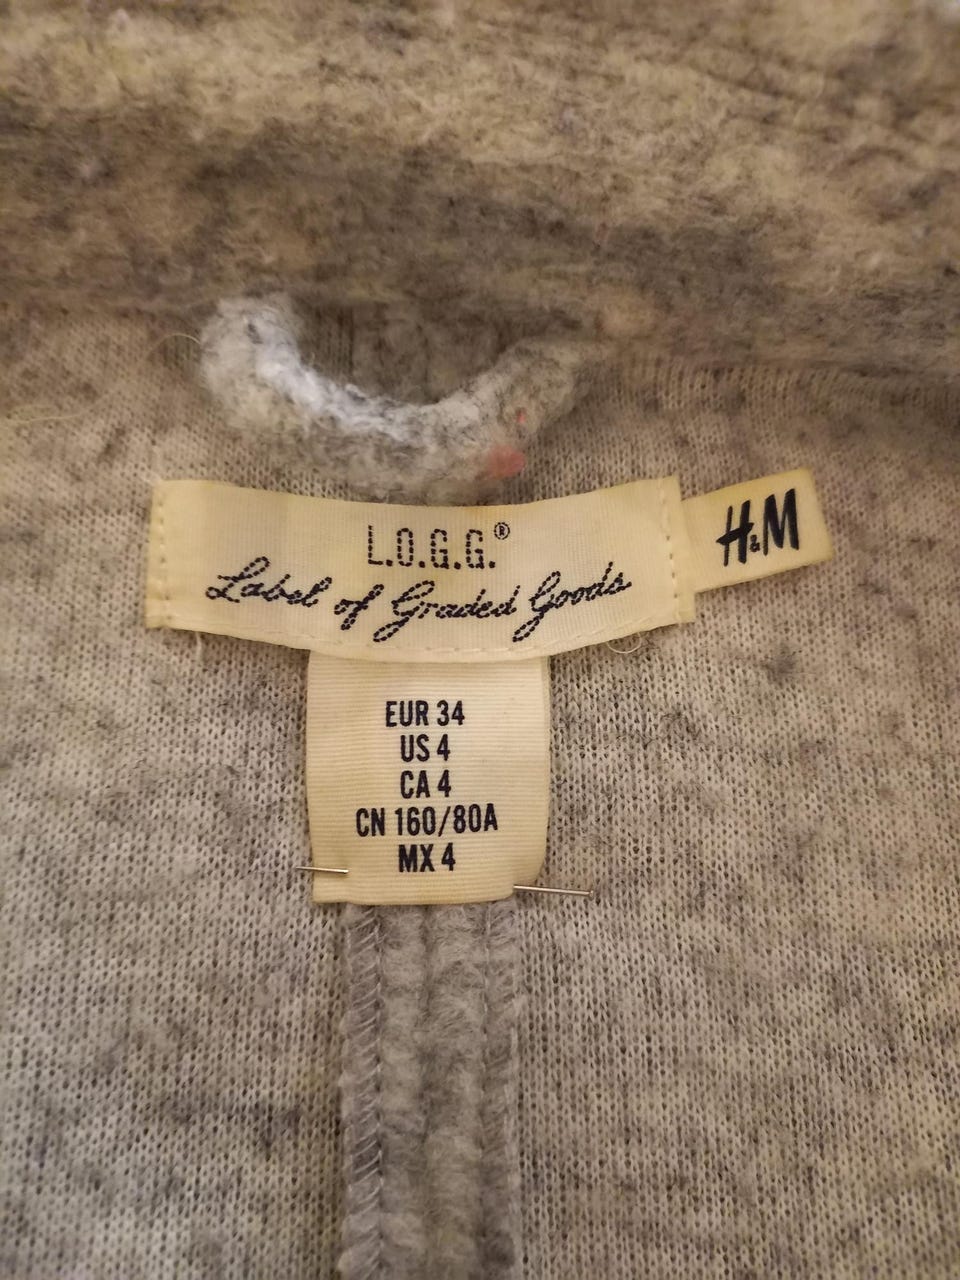 L.O.G.G.®
Label of Graded Goods
H&M
EUR 34
US 4
CA 4
CN 160/80A
MX 4